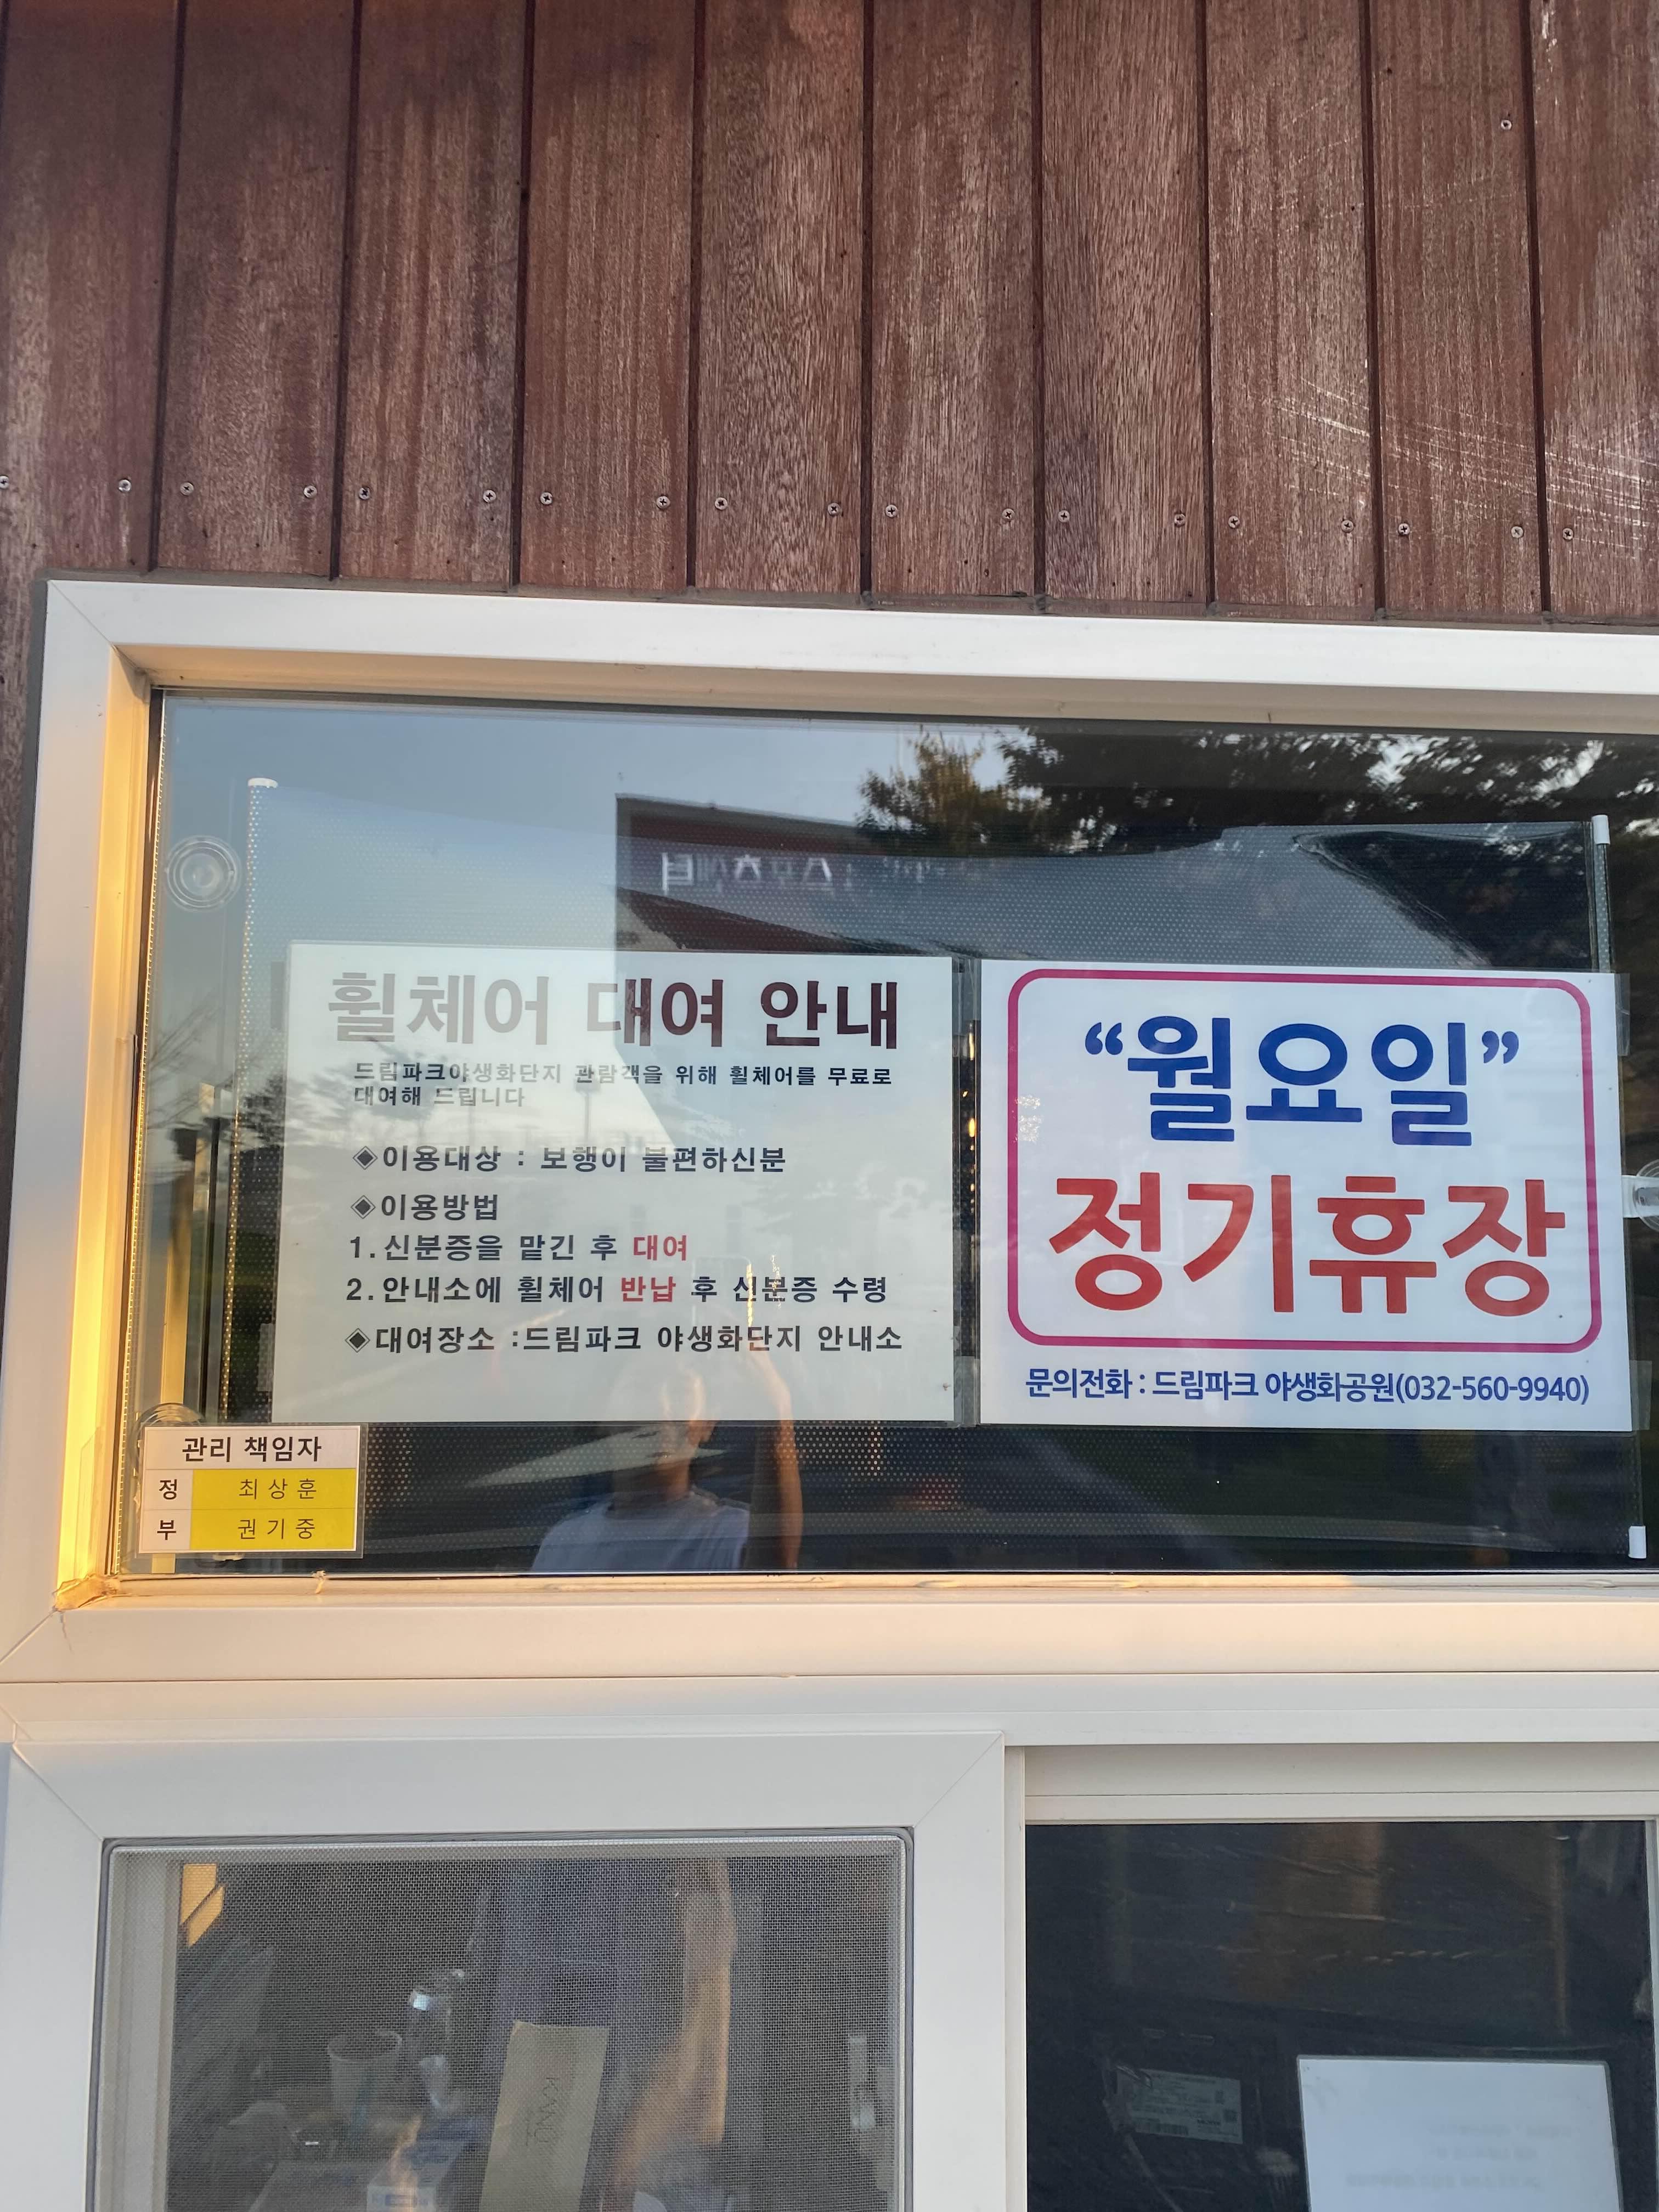 휠체어 대여 안내
드림파크야생화단지 관람객을 위해 휠체어를 무료로
대여해 드립니다
◈이용대상 : 보행이 불편하신분
◈이용방법
1.신분증을 맡긴 후 대여
2.안내소에 휠체어 반납 후 신분증 수령
◈대여장소 :드림파크 야생화단지 안내소
“월요일”
정기휴장
문의전화 : 드림파크 야생화공원(032-560-9940)
관리 책임자
정 최상훈
부 권기중